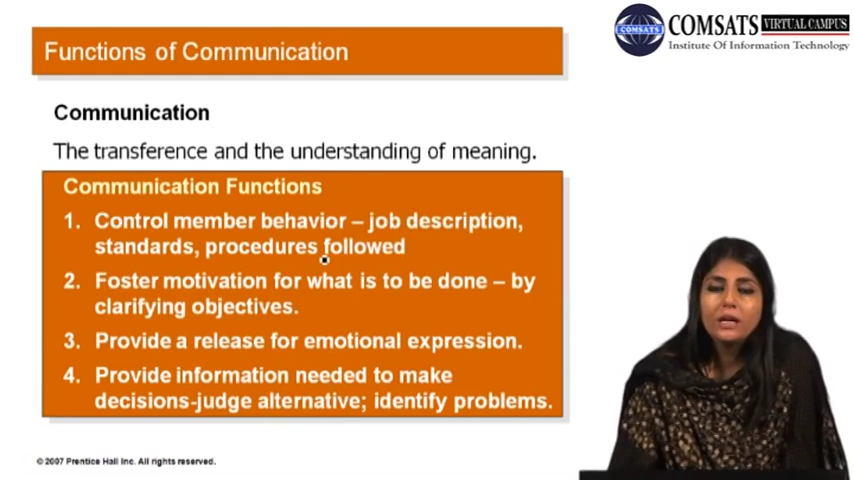 Functions of Communication
COMSATS VIRTUAL CAMPUS
Institute Of Information Technology
COMSATS
Communication
The transference and the understanding of meaning.
Communication Functions
1. Control member behavior – job description,
standards, procedures followed
2. Foster motivation for what is to be done – by
clarifying objectives.
3. Provide a release for emotional expression.
4. Provide information needed to make
decisions-judge alternative; identify problems.
© 2007 Prentice Hall Inc. All rights reserved.